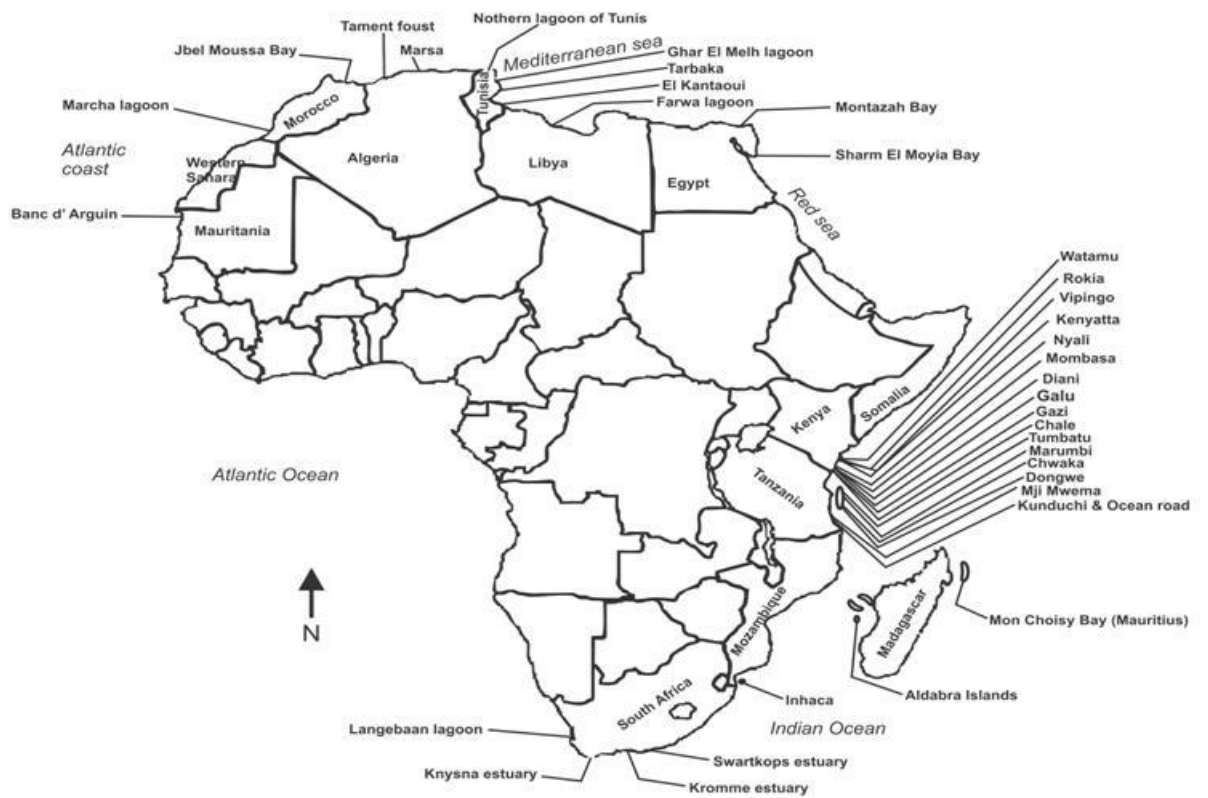 Nothern lagoon of Tunis
Tament foust
Marsa
Jbel Moussa Bay
Mediterranean sea
Ghar El Melh lagoon
Tarbaka
El Kantaoui
Farwa lagoon
Montazah Bay
Marcha lagoon
Morocco
Tunisia
Atlantic
coast
Algeria
Libya
Egypt
Sharm El Moyia Bay
Western
Sahara
Banc d' Arguin
Mauritania
Red sea
Watamu
Rokia
Vipingo
Kenyatta
Nyali
Mombasa
Diani
Galu
Gazi
Chale
Tumbatu
Marumbi
Chwaka
Dongwe
Mji Mwema
Kunduchi & Ocean road
Kenya
Somalia
Atlantic Ocean
Tanzania
N
Mozambique
Madagascar
Mon Choisy Bay (Mauritius)
Aldabra Islands
Inhaca
South Africa
Indian Ocean
Langebaan lagoon
Swartkops estuary
Knysna estuary
Kromme estuary